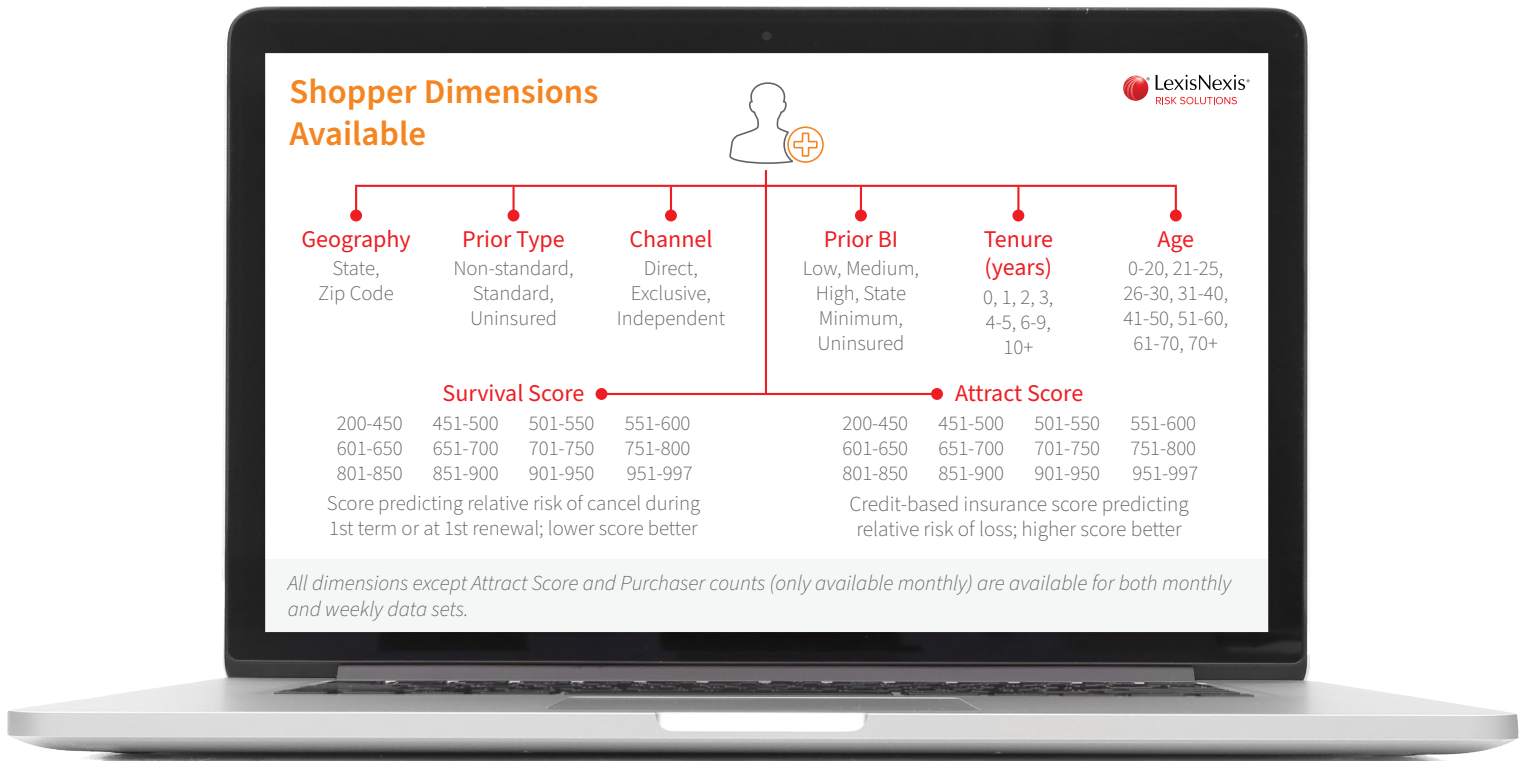 Shopper Dimensions
Available
LexisNexis®
RISK SOLUTIONS
Geography
State,
Zip Code
Prior Type
Non-standard,
Standard,
Uninsured
Channel
Direct,
Exclusive,
Independent
Prior BI
Low, Medium,
High, State
Minimum,
Uninsured
Tenure
(years)
0, 1, 2, 3,
4-5, 6-9,
10+
Age
0-20, 21-25,
26-30, 31-40,
41-50, 51-60,
61-70, 70+
Survival Score
200-450 451-500 501-550 551-600
601-650 651-700 701-750 751-800
801-850 851-900 901-950 951-997
Score predicting relative risk of cancel during
1st term or at 1st renewal; lower score better
Attract Score
200-450 451-500 501-550 551-600
601-650 651-700 701-750 751-800
801-850 851-900 901-950 951-997
Credit-based insurance score predicting
relative risk of loss; higher score better
All dimensions except Attract Score and Purchaser counts (only available monthly) are available for both monthly
and weekly data sets.